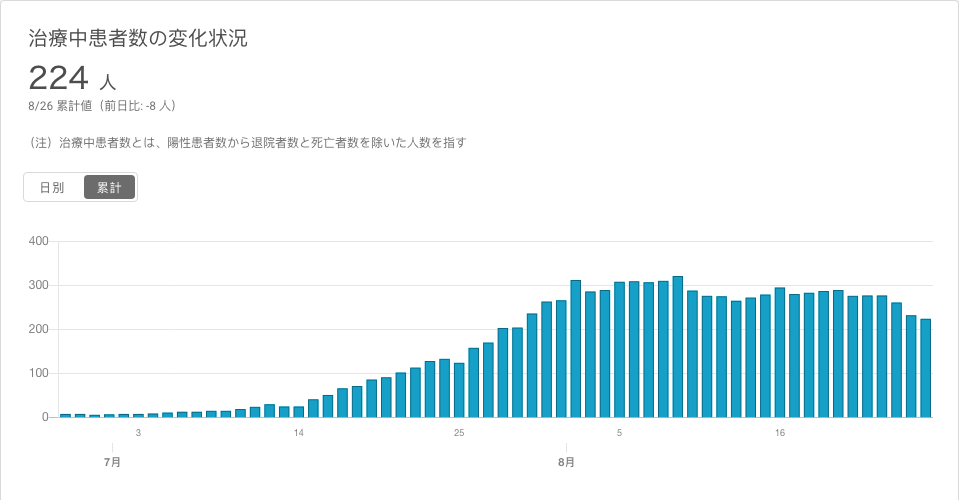 治療中患者数の変化状況
224 人
8/26 累計値（前日比: -8 人）
（注）治療中患者数とは、陽性患者数から退院者数と死亡者数を除いた人数を指す
日別 累計
400
300
200
100
0
3 14 25 5 16
7月 8月